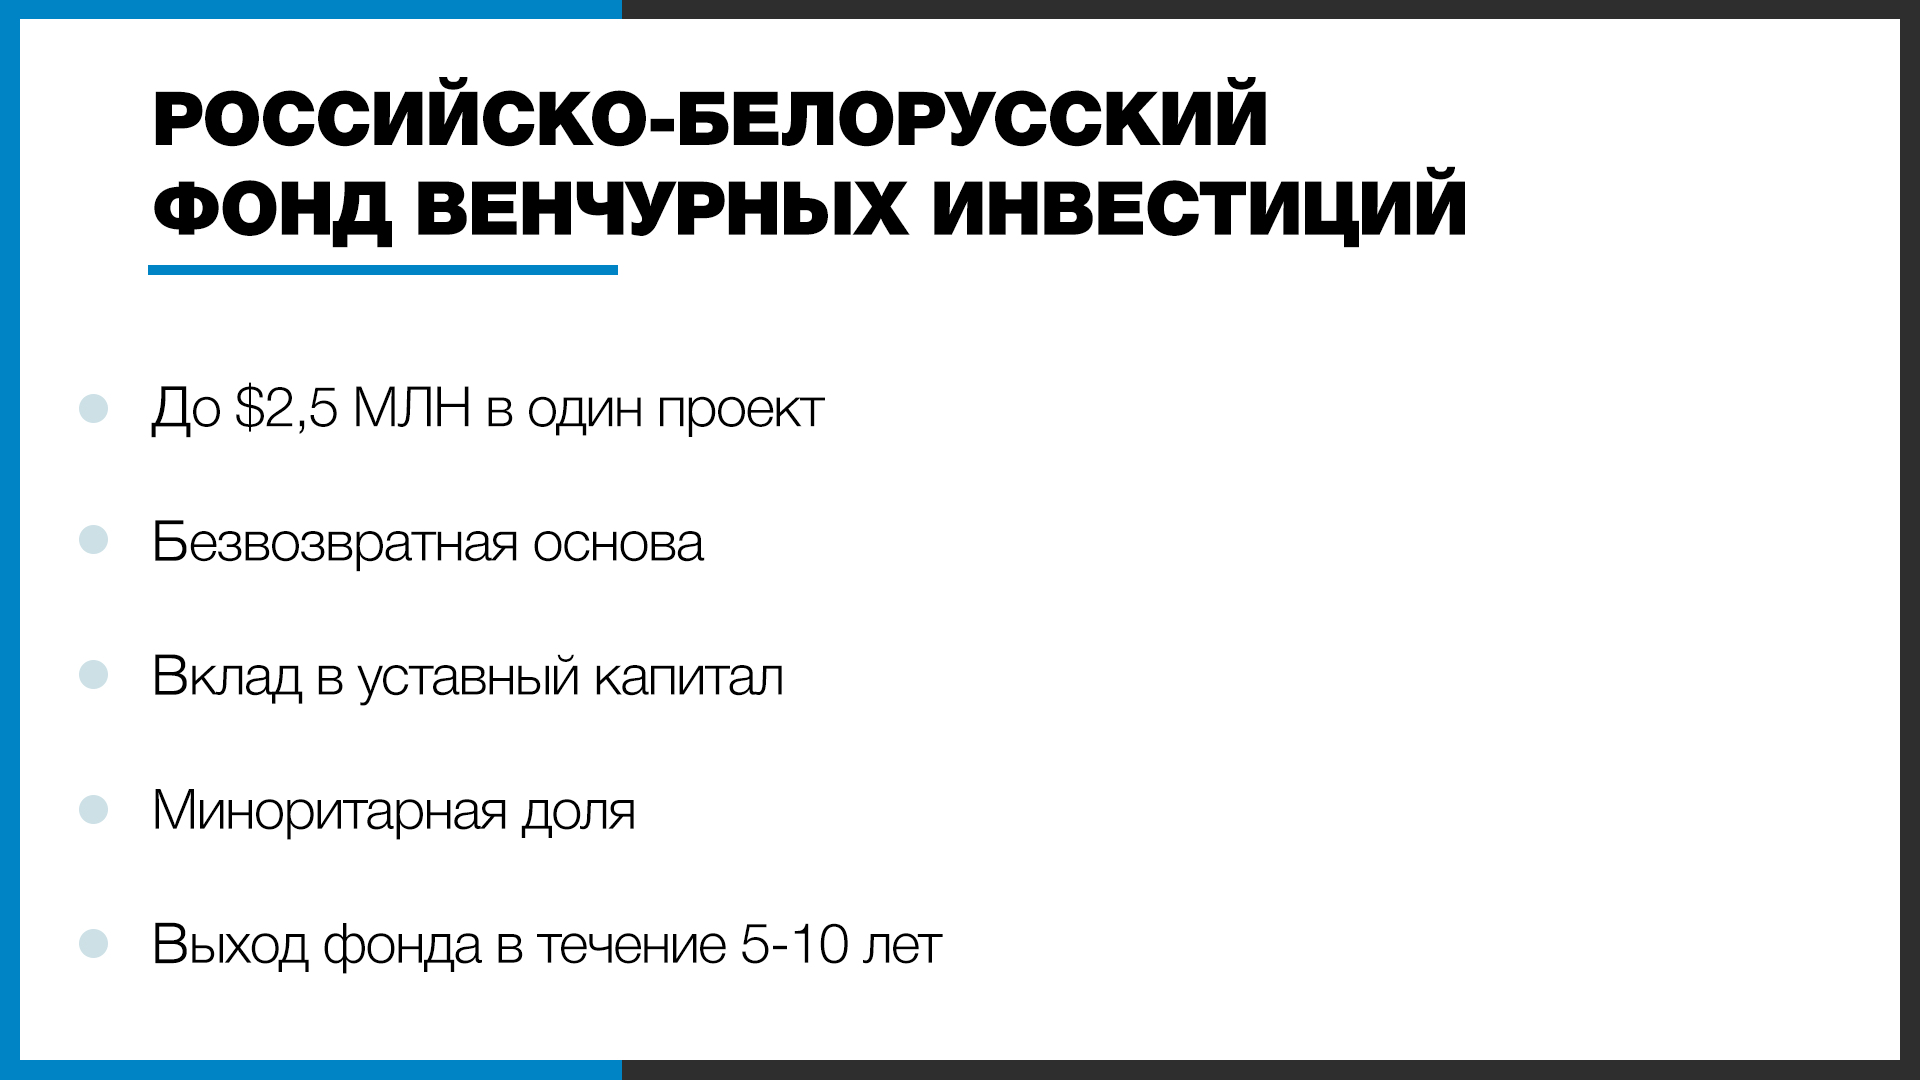 РОССИЙСКО-БЕЛОРУССКИЙ
ФОНД ВЕНЧУРНЫХ ИНВЕСТИЦИЙ
До $2,5 МЛН в один проект
Безвозвратная основа
Вклад в уставный капитал
Миноритарная доля
Выход фонда в течение 5-10 лет